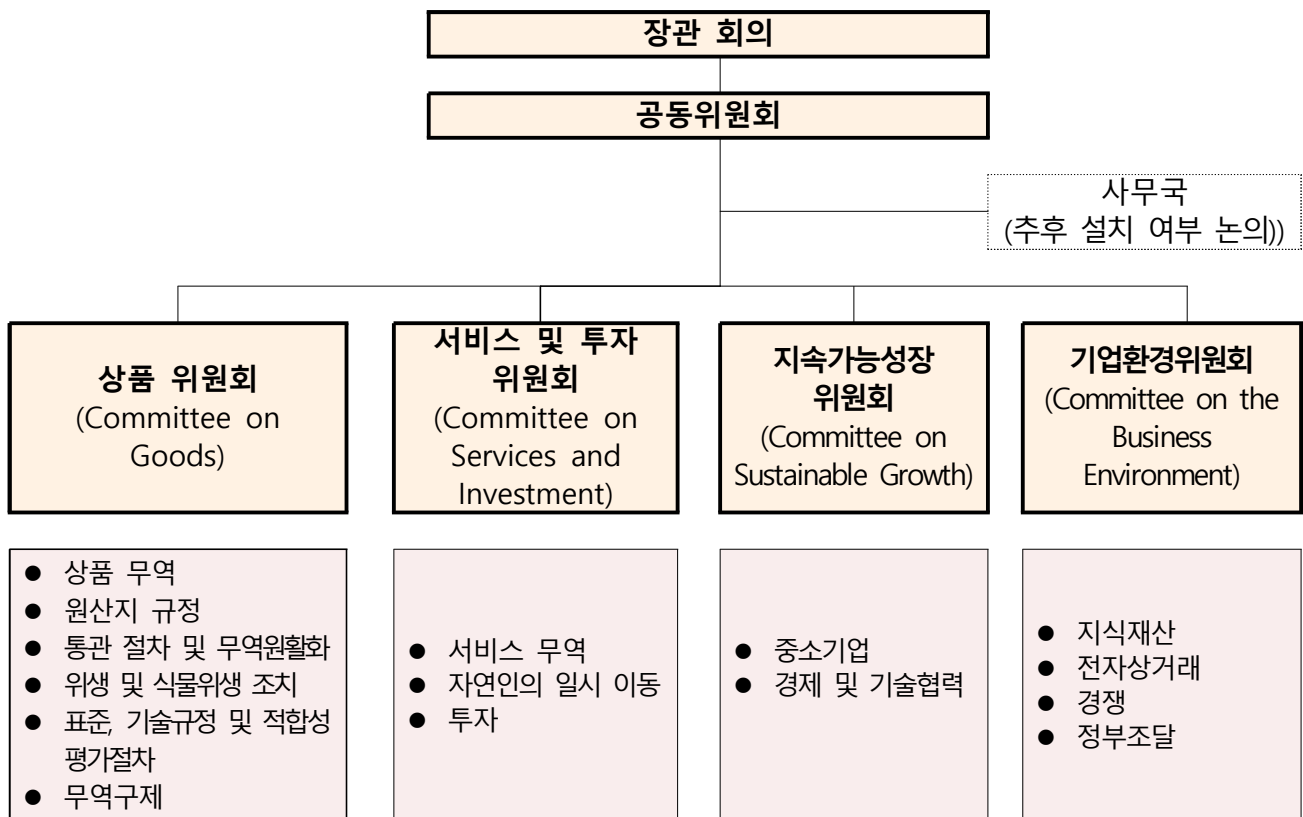 장관 회의
공동위원회
사무국
(추후 설치 여부 논의))
상품 위원회
(Committee on
Goods)
서비스 및 투자
위원회
(Committee on
Services and
Investment)
지속가능성장
위원회
(Committee on
Sustainable Growth)
기업환경위원회
(Committee on the
Business
Environment)
● 상품 무역
● 원산지 규정
● 통관 절차 및 무역원활화
● 위생 및 식물위생 조치
● 표준, 기술규정 및 적합성
평가절차
● 무역구제
● 서비스 무역
● 자연인의 일시 이동
● 투자
● 중소기업
● 경제 및 기술협력
● 지식재산
● 전자상거래
● 경쟁
● 정부조달